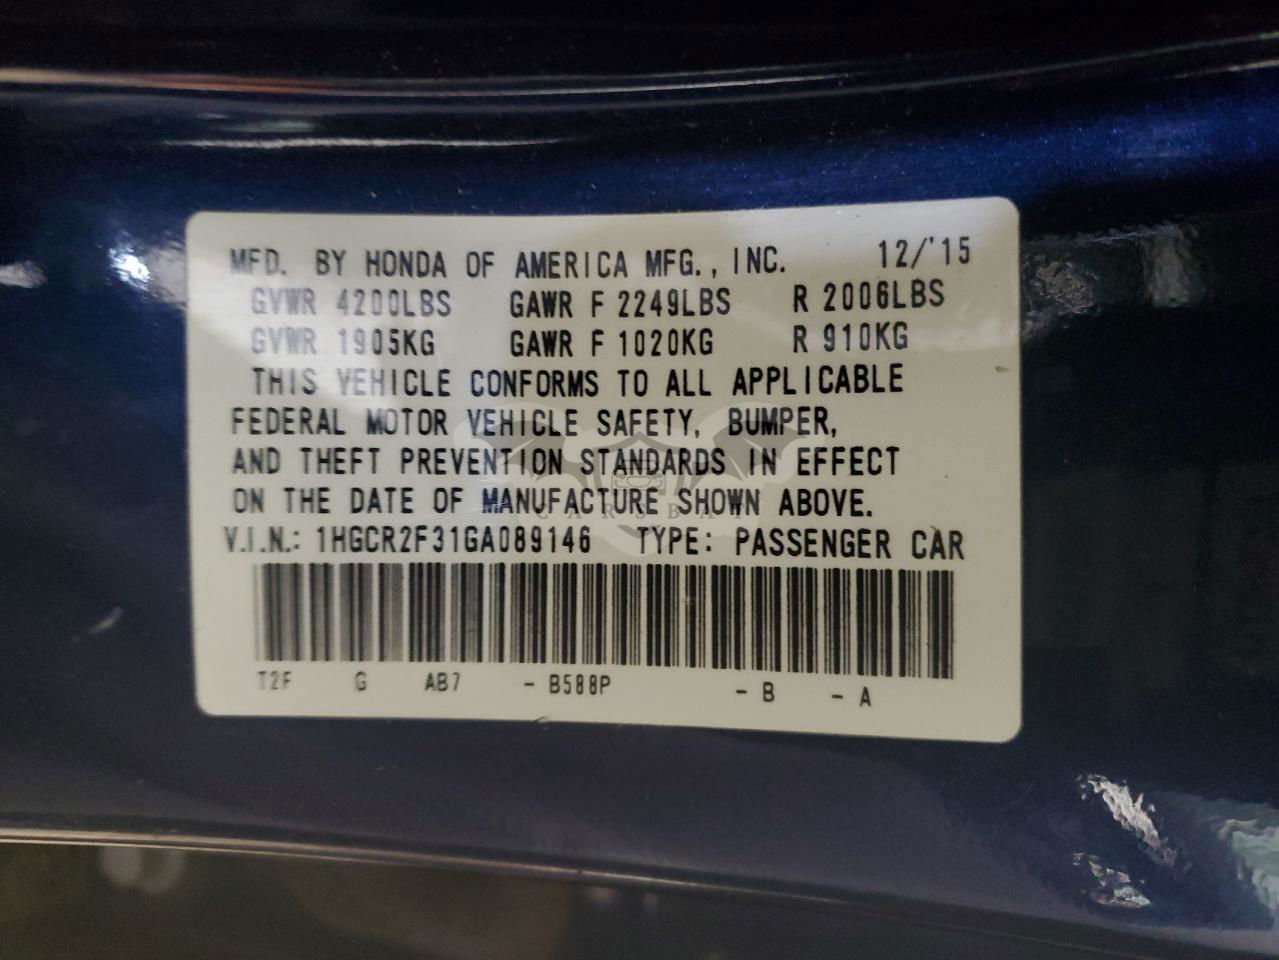 MFD. BY HONDA OF AMERICA MFG., INC. 12/'15
GVWR 4200LBS GAWR F 2249LBS R 2006LBS
GVWR 1905KG GAWR F 1020KG R 910KG
THIS VEHICLE CONFORMS TO ALL APPLICABLE
FEDERAL MOTOR VEHICLE SAFETY, BUMPER,
AND THEFT PREVENTION STANDARDS IN EFFECT
ON THE DATE OF MANUFACTURE SHOWN ABOVE.
CARSBAT
V.I.N.: 1HGCR2F31GA089146 TYPE: PASSENGER CAR
T2F G AB7 - B588P - B - A